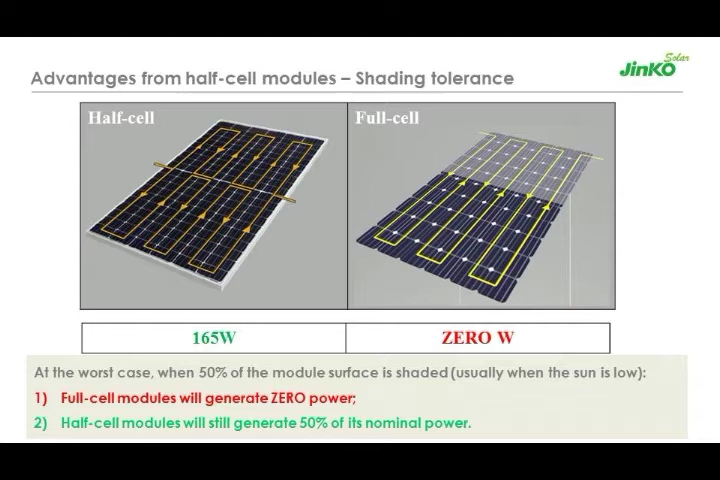 Solar
JinKO
Advantages from half-cell modules – Shading tolerance
Half-cell
Full-cell
165W
ZERO W
At the worst case, when 50% of the module surface is shaded (usually when the sun is low):
1) Full-cell modules will generate ZERO power;
2) Half-cell modules will still generate 50% of its nominal power.